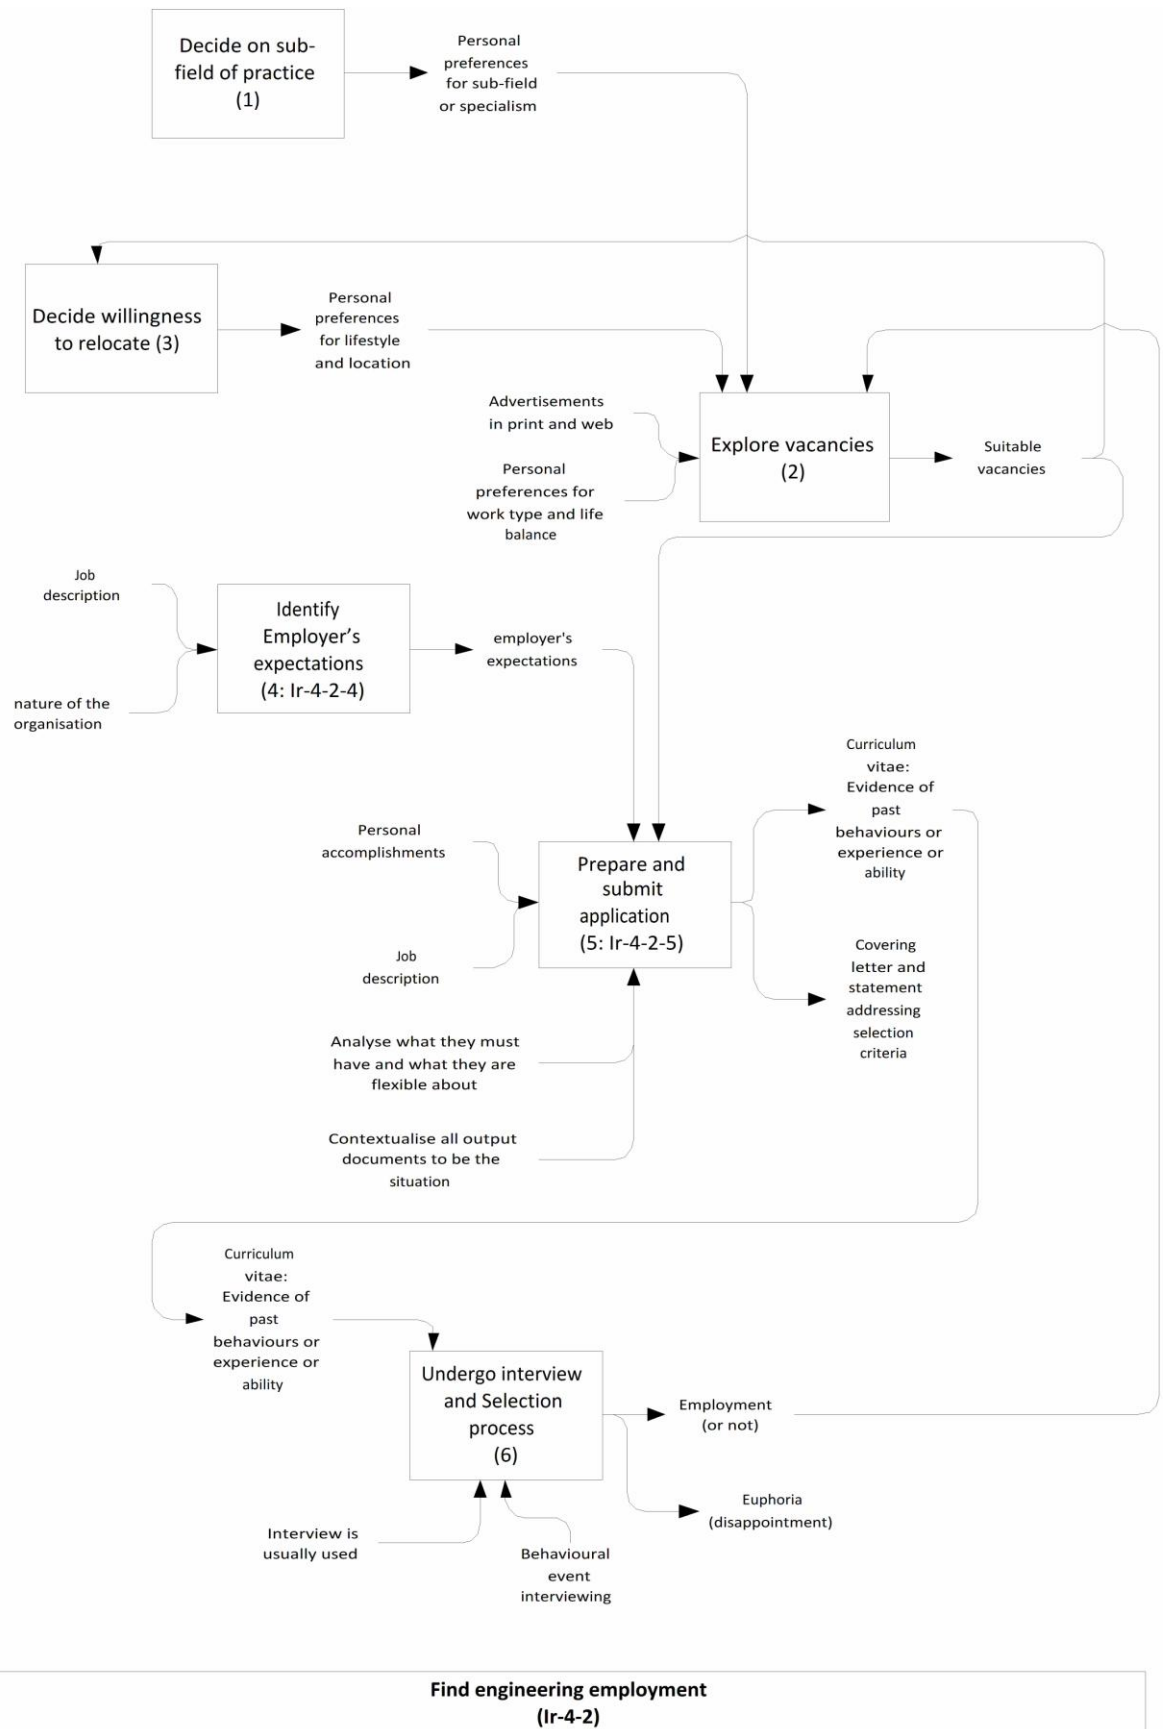 Decide on sub-
field of practice
(1)
Personal
preferences
for sub-field
or specialism
Decide willingness
to relocate (3)
Personal
preferences
for lifestyle
and location
Advertisements
in print and web
Personal
preferences for
work type and life
balance
Explore vacancies
(2)
Suitable
vacancies
Job
description
nature of the
organisation
Identify
Employer’s
expectations
(4: Ir-4-2-4)
employer's
expectations
Personal
accomplishments
Job
description
Prepare and
submit
application
(5: Ir-4-2-5)
Curriculum
vitae:
Evidence of
past
behaviours or
experience or
ability
Covering
letter and
statement
addressing
selection
criteria
Analyse what they must
have and what they are
flexible about
Contextualise all output
documents to be the
situation
Curriculum
vitae:
Evidence of
past
behaviours or
experience or
ability
Undergo interview
and Selection
process
(6)
Employment
(or not)
Euphoria
(disappointment)
Interview is
usually used
Behavioural
event
interviewing
Find engineering employment
(Ir-4-2)